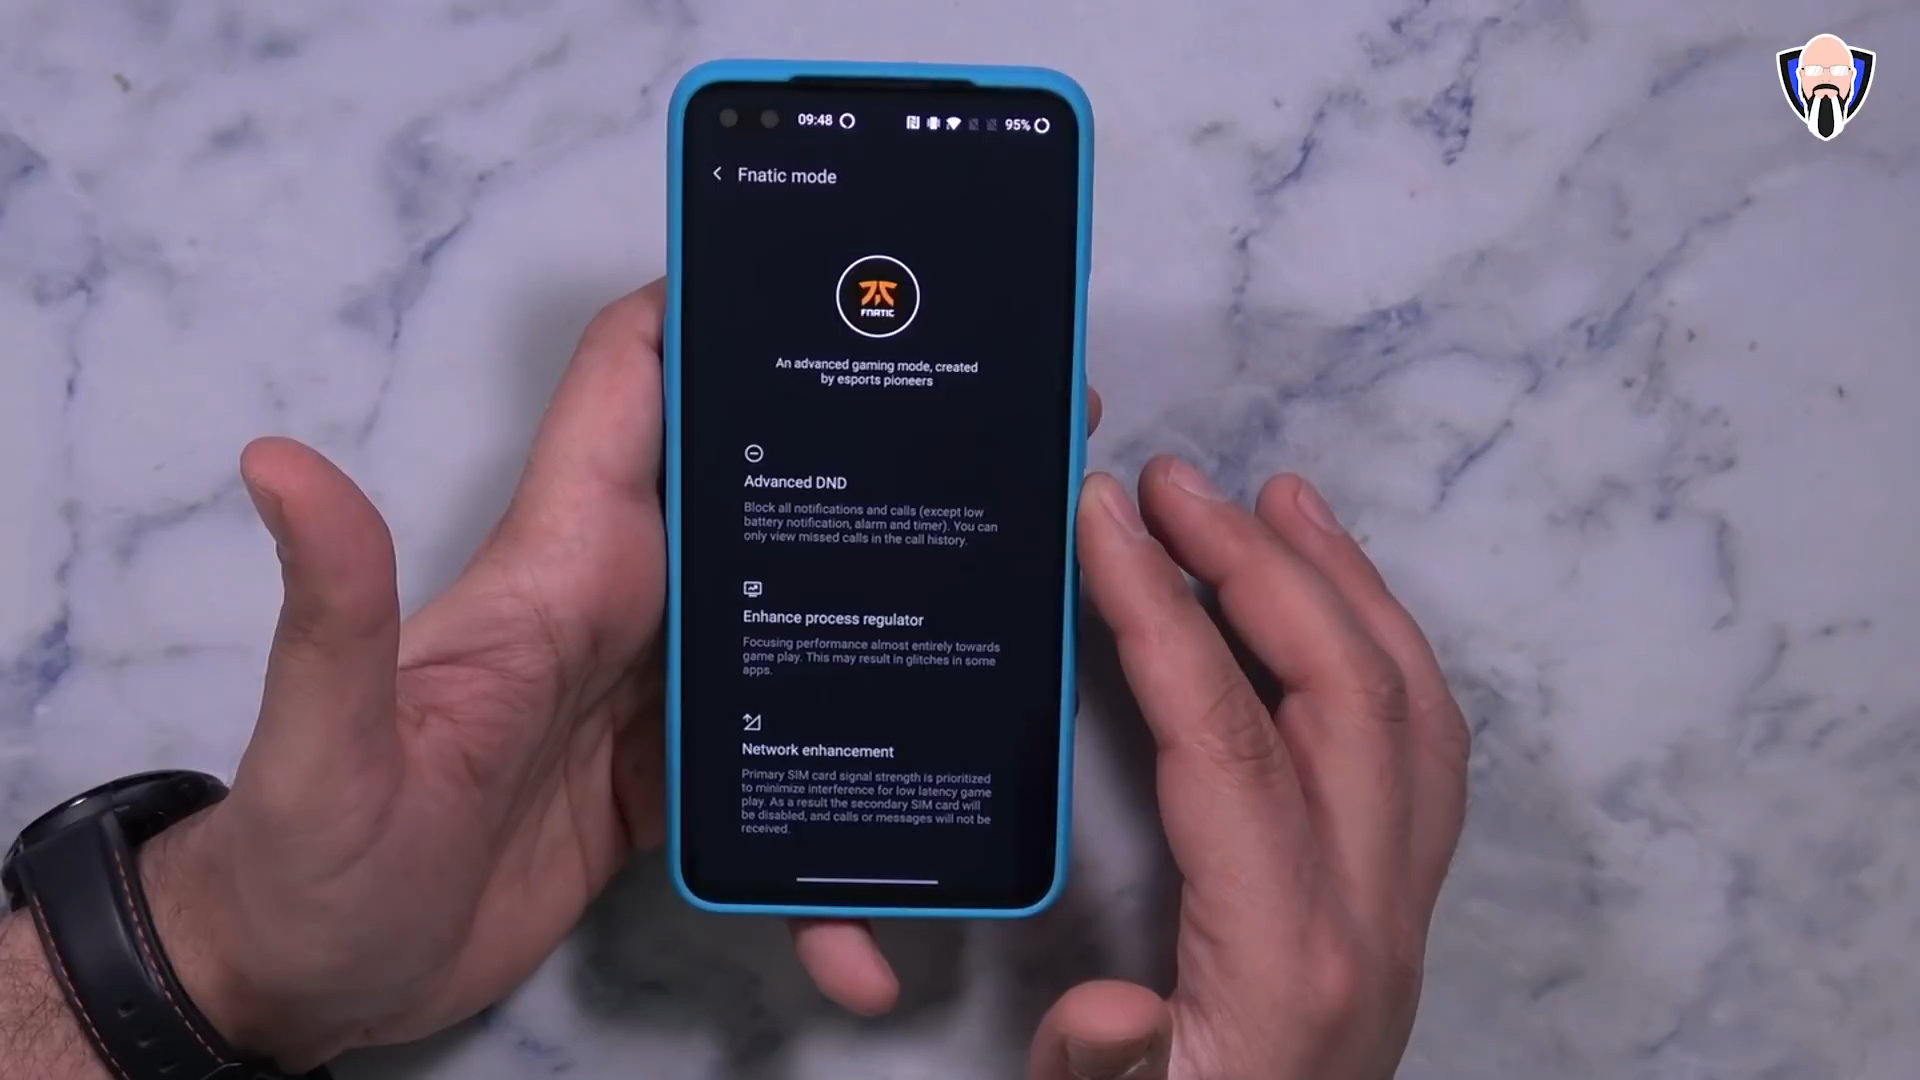 09:48
95%
Fnatic mode
FNATIC
An advanced gaming mode, created
by esports pioneers
Advanced DND
Block all notifications and calls (except low
battery notification, alarm and timer). You can
only view missed calls in the call history.
Enhance process regulator
Focusing performance almost entirely towards
game play. This may result in glitches in some
apps.
Network enhancement
Primary SIM card signal strength is prioritized
to minimize interference for low latency game
play. As a result the secondary SIM card will
be disabled, and calls or messages will not be
received.